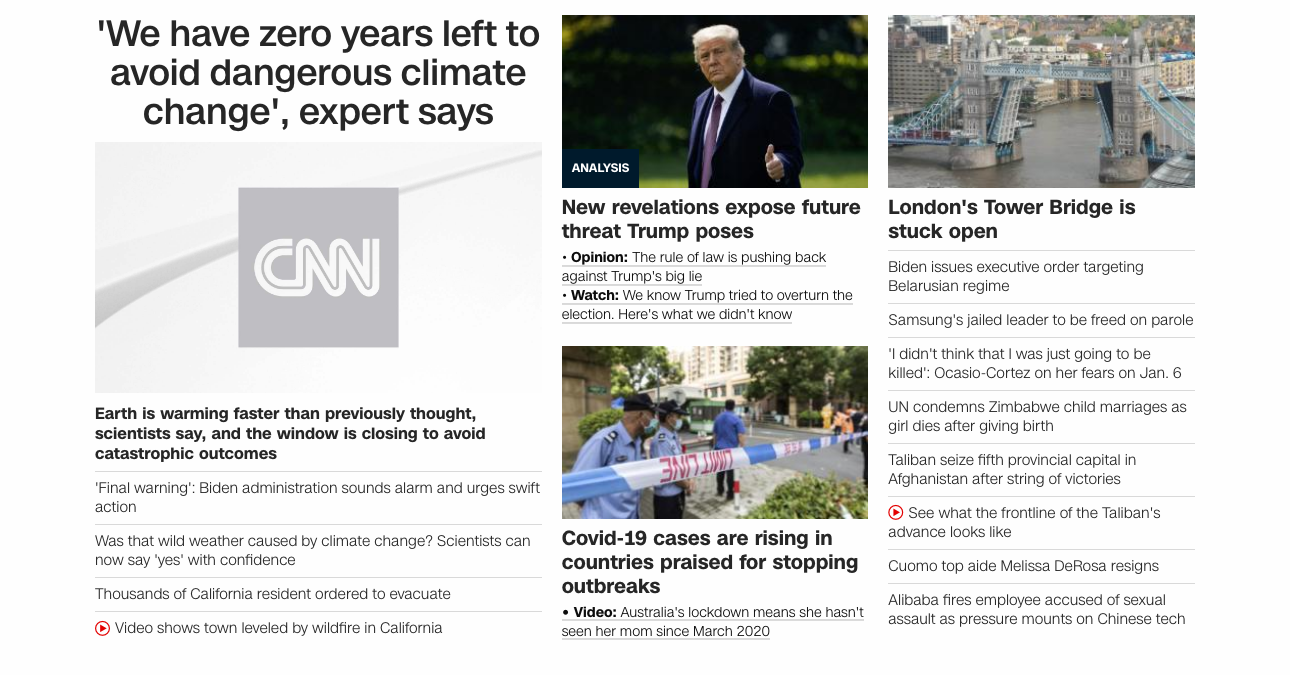 'We have zero years left to
avoid dangerous climate
change', expert says
CNN
Earth is warming faster than previously thought,
scientists say, and the window is closing to avoid
catastrophic outcomes
'Final warning': Biden administration sounds alarm and urges swift
action
Was that wild weather caused by climate change? Scientists can
now say 'yes' with confidence
Thousands of California resident ordered to evacuate
Video shows town leveled by wildfire in California
ANALYSIS
New revelations expose future
threat Trump poses
• Opinion: The rule of law is pushing back
against Trump's big lie
• Watch: We know Trump tried to overturn the
election. Here's what we didn't know
LIMIT LINE
Covid-19 cases are rising in
countries praised for stopping
outbreaks
• Video: Australia's lockdown means she hasn't
seen her mom since March 2020
London's Tower Bridge is
stuck open
Biden issues executive order targeting
Belarusian regime
Samsung's jailed leader to be freed on parole
'I didn't think that I was just going to be
killed': Ocasio-Cortez on her fears on Jan. 6
UN condemns Zimbabwe child marriages as
girl dies after giving birth
Taliban seize fifth provincial capital in
Afghanistan after string of victories
See what the frontline of the Taliban's
advance looks like
Cuomo top aide Melissa DeRosa resigns
Alibaba fires employee accused of sexual
assault as pressure mounts on Chinese tech